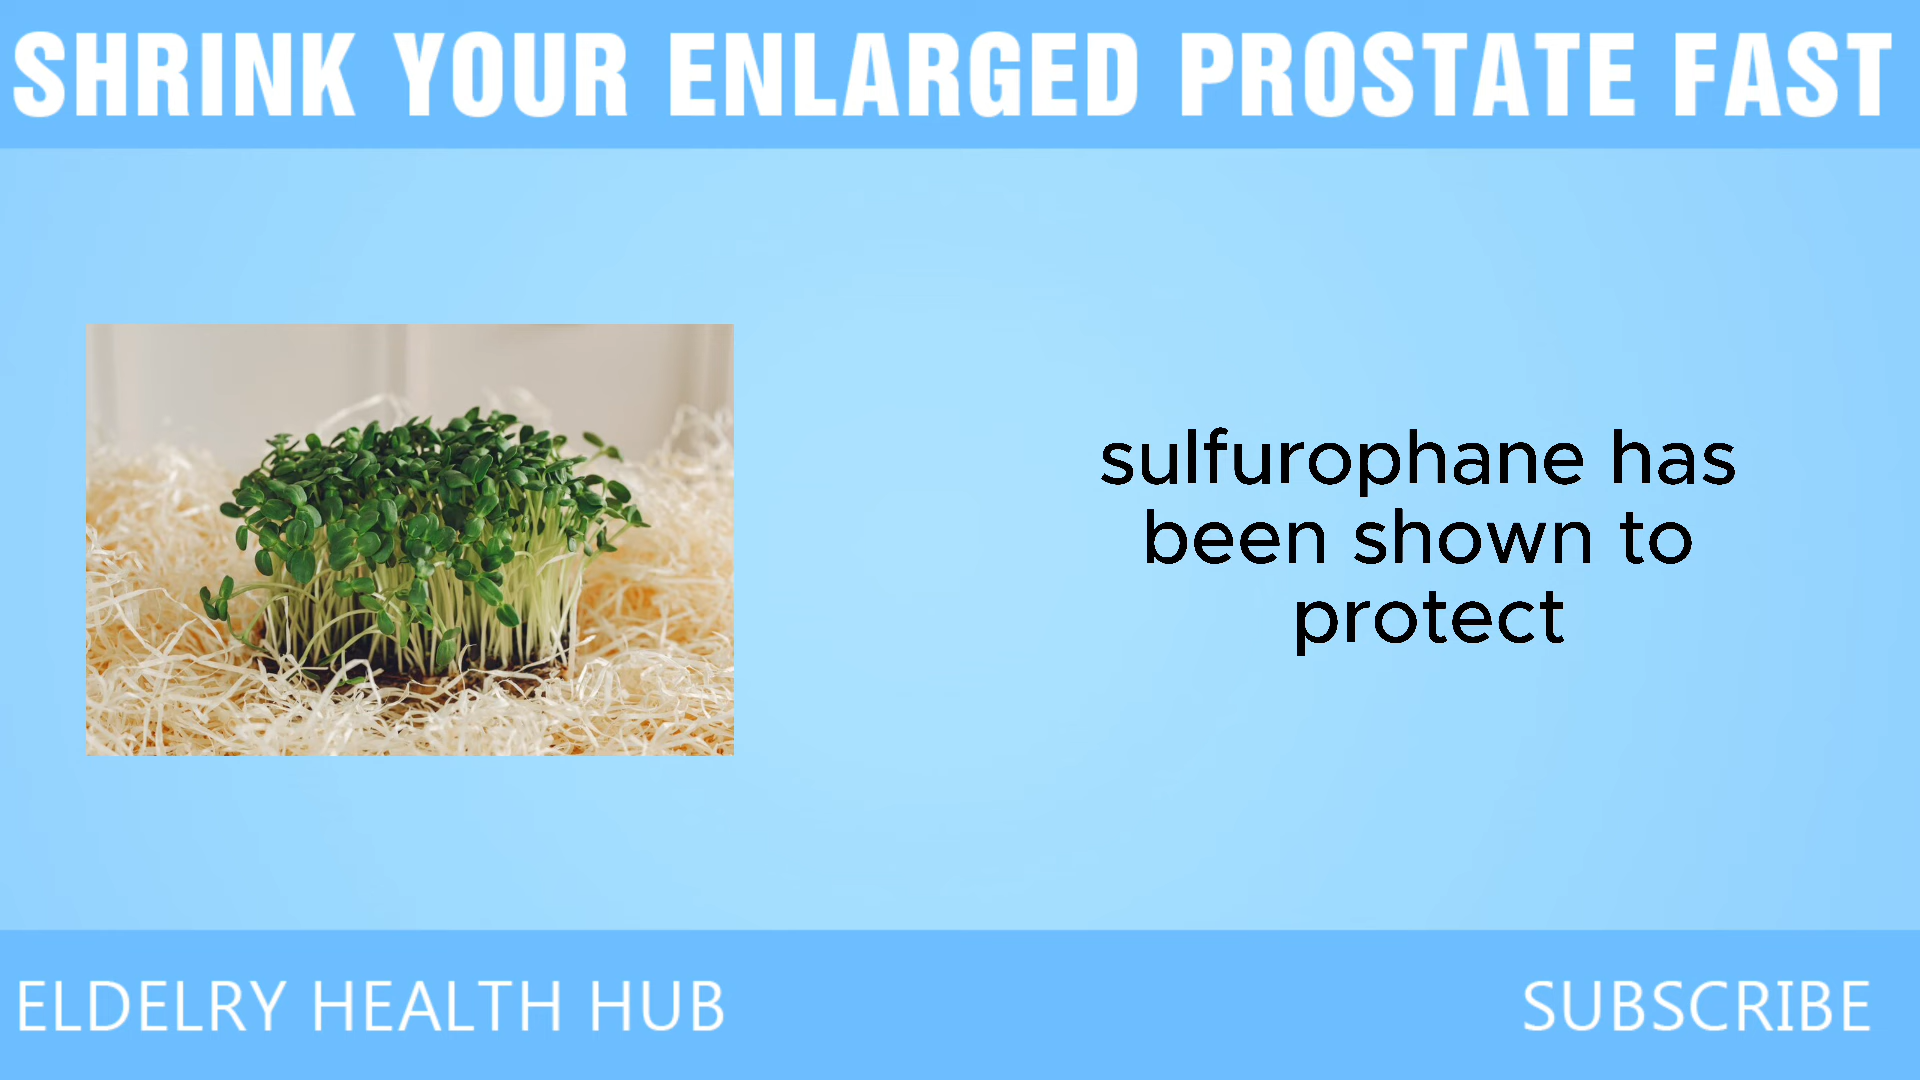 SHRINK YOUR ENLARGED PROSTATE FAST
sulfurophane has
been shown to
protect
ELDELRY HEALTH HUB
SUBSCRIBE